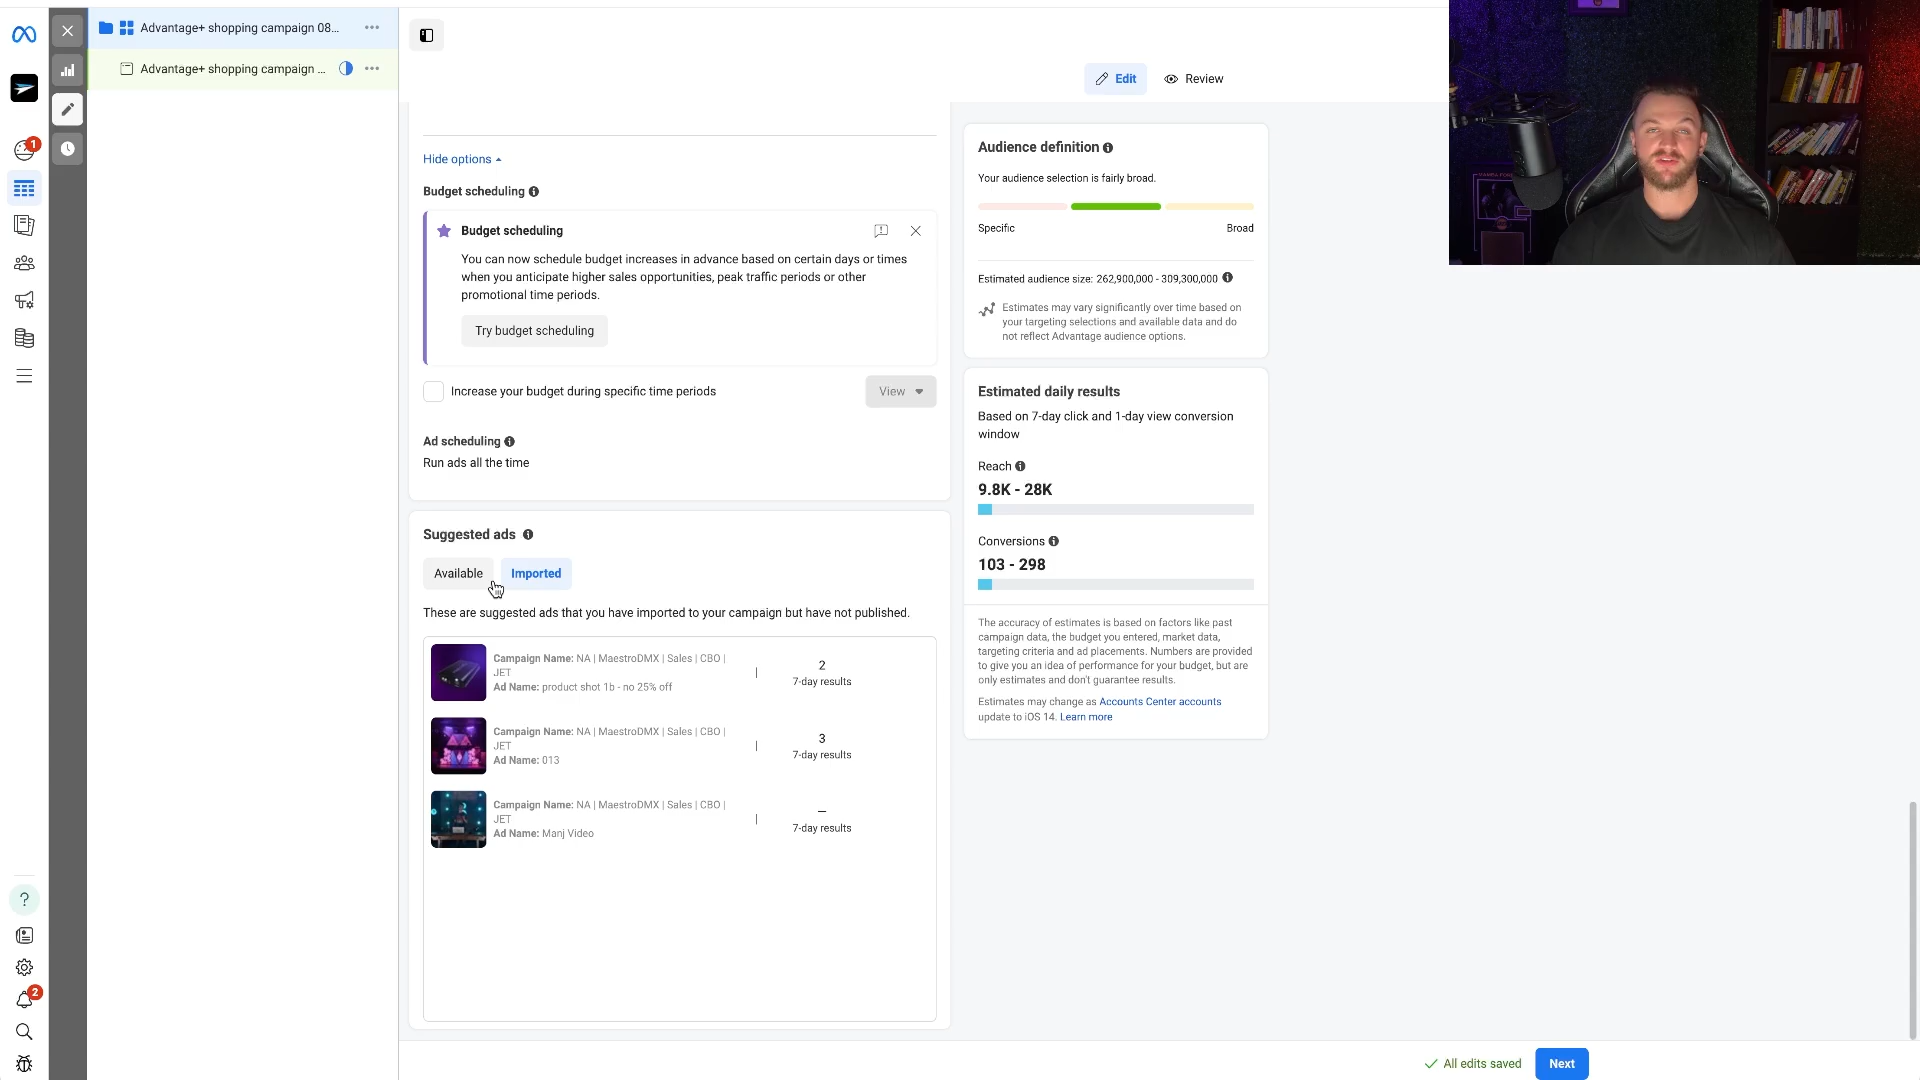 Advantage+ shopping campaign 08...
Advantage+ shopping campaign ...
1
2
Edit
Review
Hide options
Budget scheduling
Budget scheduling
You can now schedule budget increases in advance based on certain days or times
when you anticipate higher sales opportunities, peak traffic periods or other
promotional time periods.
Try budget scheduling
Increase your budget during specific time periods
View
Ad scheduling
Run ads all the time
Suggested ads
Available
Imported
These are suggested ads that you have imported to your campaign but have not published.
Campaign Name: NA | MaestroDMX | Sales | CBO |
JET
Ad Name: product shot 1b - no 25% off
2
7-day results
Campaign Name: NA | MaestroDMX | Sales | CBO |
JET
Ad Name: 013
3
7-day results
Campaign Name: NA | MaestroDMX | Sales | CBO |
JET
Ad Name: Manj Video
—
7-day results
Audience definition
Your audience selection is fairly broad.
Specific
Broad
Estimated audience size: 262,900,000 - 309,300,000
Estimates may vary significantly over time based on
your targeting selections and available data and do
not reflect Advantage audience options.
Estimated daily results
Based on 7-day click and 1-day view conversion
window
Reach
9.8K - 28K
Conversions
103 - 298
The accuracy of estimates is based on factors like past
campaign data, the budget you entered, market data,
targeting criteria and ad placements. Numbers are provided
to give you an idea of performance for your budget, but are
only estimates and don't guarantee results.
Estimates may change as Accounts Center accounts
update to iOS 14. Learn more
All edits saved
Next